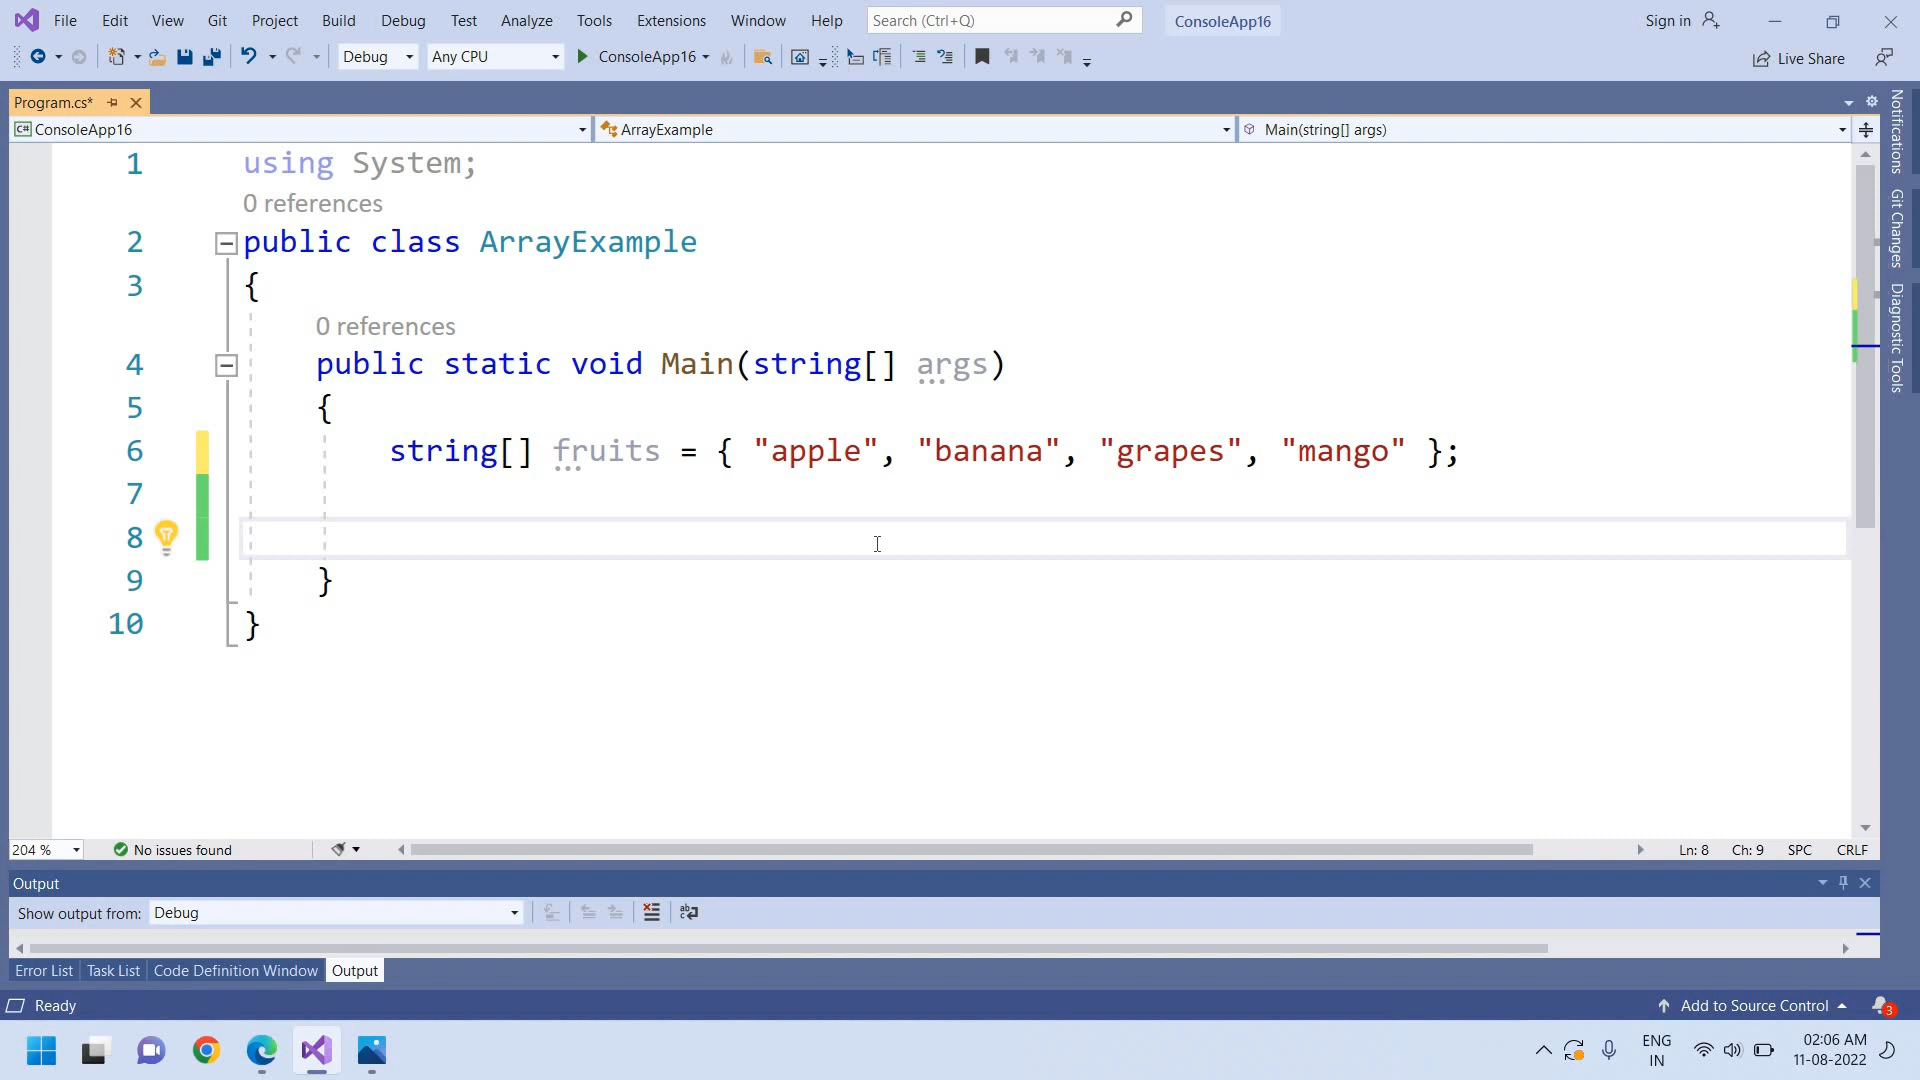 File Edit View Git Project Build Debug Test Analyze Tools Extensions Window Help Search (Ctrl+Q) ConsoleApp16 Sign in
Debug Any CPU ConsoleApp16 Live Share
Program.cs*
C# ConsoleApp16 ArrayExample Main(string[] args)
1 using System;
0 references
2 public class ArrayExample
3 {
0 references
4 public static void Main(string[] args)
5 {
6 string[] fruits = { "apple", "banana", "grapes", "mango" };
7
8
9 }
10 }
Notifications
Git Changes
Diagnostic Tools
204 % No issues found Ln: 8 Ch: 9 SPC CRLF
Output
Show output from: Debug
Error List Task List Code Definition Window Output
Ready Add to Source Control 3
ENG 02:06 AM
IN 11-08-2022